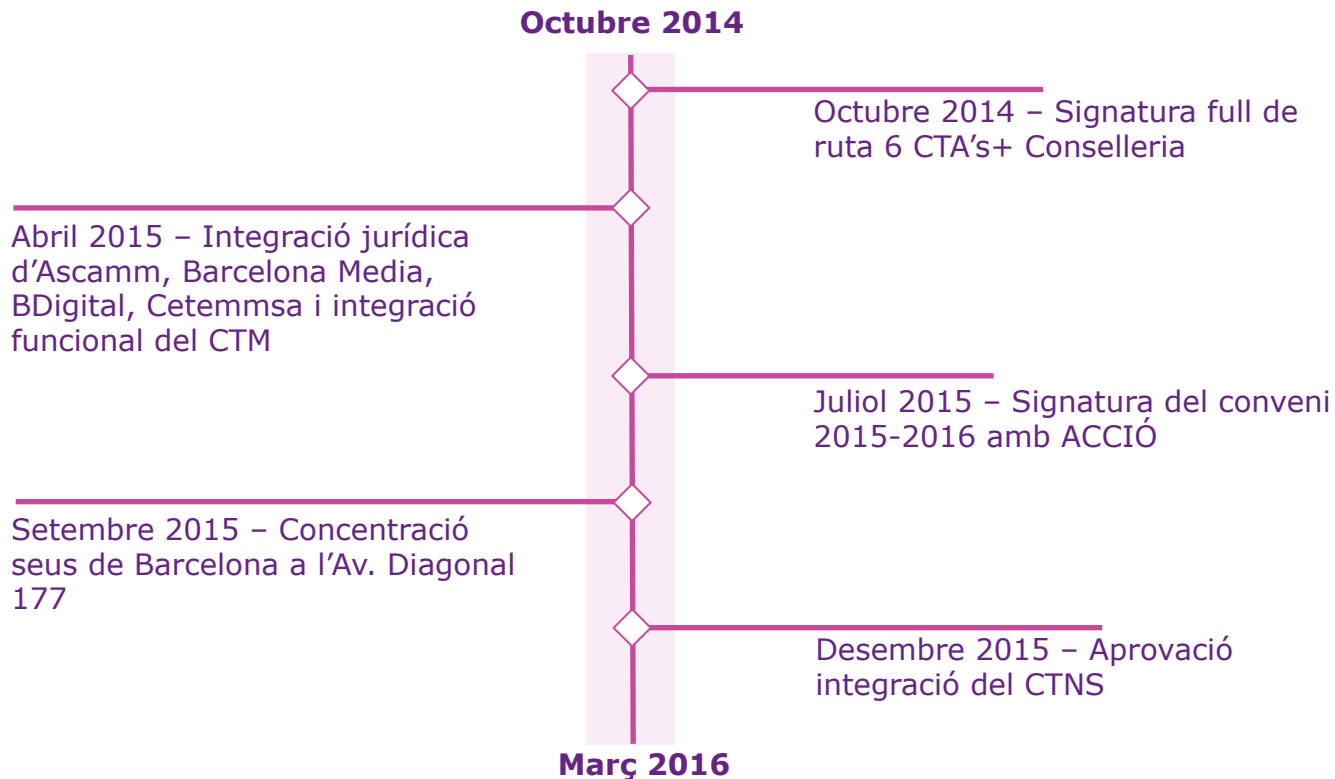 Octubre 2014
Octubre 2014 – Signatura full de
ruta 6 CTA’s+ Conselleria
Abril 2015 – Integració jurídica
d’Ascamm, Barcelona Media,
BDigital, Cetemmsa i integració
funcional del CTM
Juliol 2015 – Signatura del conveni
2015-2016 amb ACCIÓ
Setembre 2015 – Concentració
seus de Barcelona a l’Av. Diagonal
177
Desembre 2015 – Aprovació
integració del CTNS
Març 2016